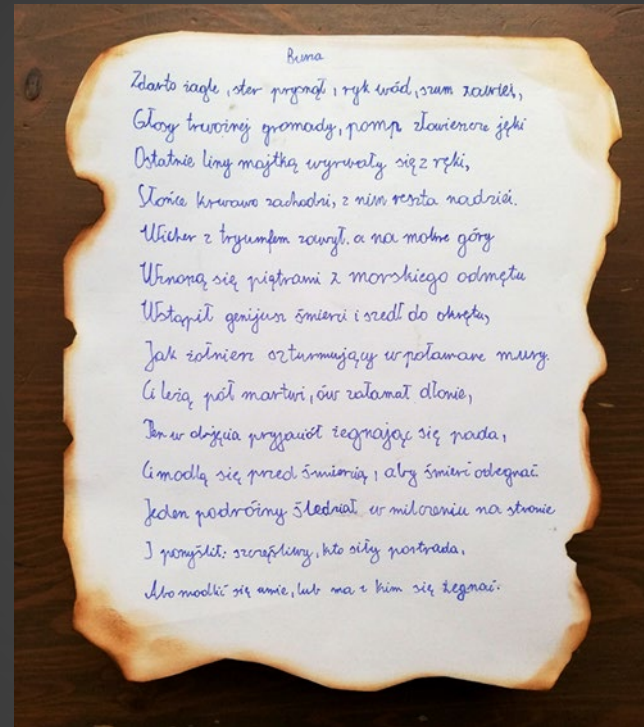 Burza
Zdarto żagle, ster prysnął, ryk wód, szum zawiei,
Głosy trwożnej gromady, pomp złowieszcze jęki
Ostatnie liny majtką wyrwały się z ręki,
Słońce krwawo zachodzi, z nim reszta nadziei.
Wicher z tryumfem zawył, a na mokre góry
Wznoszą się piętrami z morskiego odmętu
Wstąpił genijusz śmierci i szedł do okrętu,
Jak żołnierz szturmujący w połamane mury.
Ci leżą pół martwi, ów załamał dłonie,
Ten w objęcia przyjaciół żegnając się pada,
Ci modlą się przed śmiercią, aby śmierć odegnać.
Jeden podróżny siedział w milczeniu na stronie
I pomyślił: szczęśliwy, kto siły postrada,
Albo modlić się umie, lub ma z kim się żegnać.